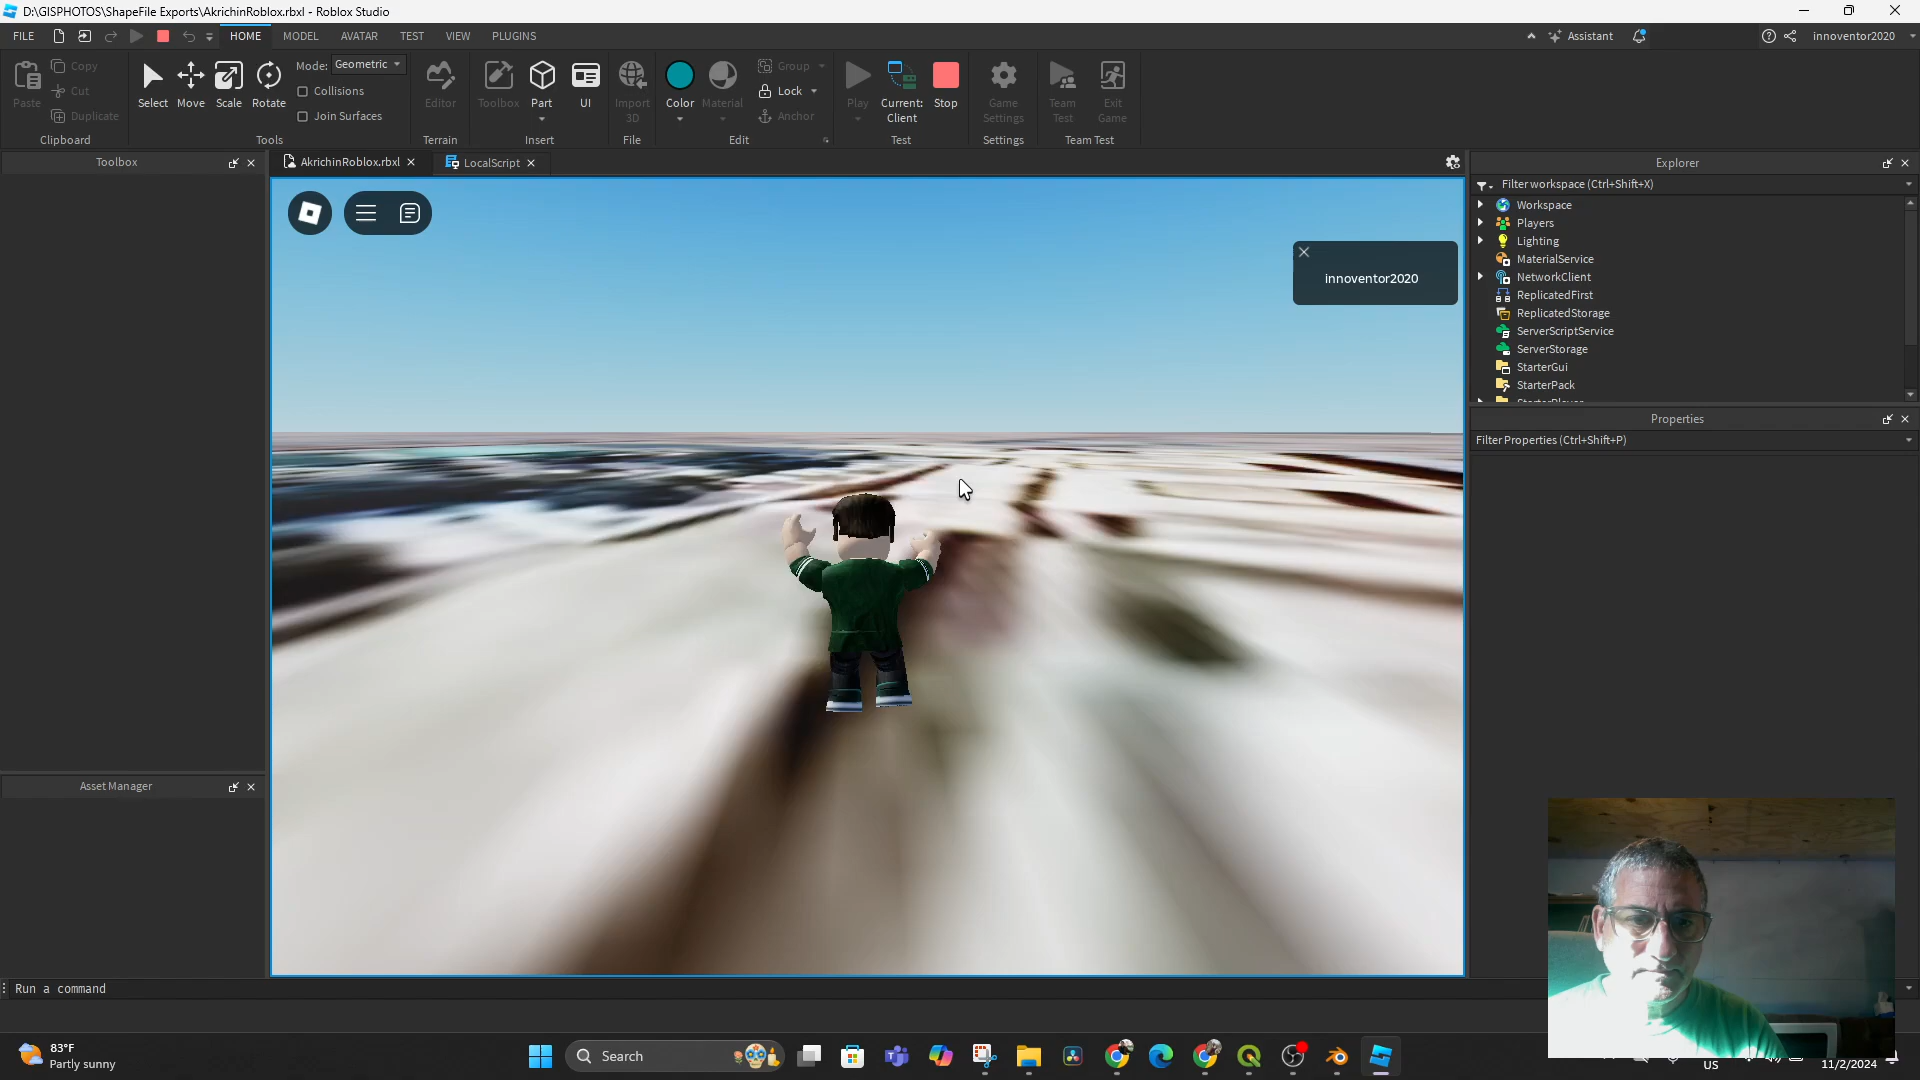 D:\GISPHOTOS\ShapeFile Exports\AkrichinRoblox.rbxl - Roblox Studio
FILE HOME MODEL AVATAR TEST VIEW PLUGINS Assistant innoventor2020
Paste
Copy
Cut
Duplicate
Clipboard
Select Move Scale Rotate
Mode: Geometric
Collisions
Join Surfaces
Tools
Editor
Terrain
Toolbox Part UI
Insert
Import
3D
File
Color Material
Group
Lock
Anchor
Edit
Play
Current:
Client
Stop
Test
Game
Settings
Settings
Team
Test
Exit
Game
Team Test
Toolbox
AkrichinRoblox.rbxl LocalScript
Explorer
Filter workspace (Ctrl+Shift+X)
Workspace
Players
Lighting
MaterialService
NetworkClient
ReplicatedFirst
ReplicatedStorage
ServerScriptService
ServerStorage
StarterGui
StarterPack
StarterPlayer
innoventor2020
Properties
Filter Properties (Ctrl+Shift+P)
Asset Manager
Run a command
83°F
Partly sunny
Search
US
11/2/2024